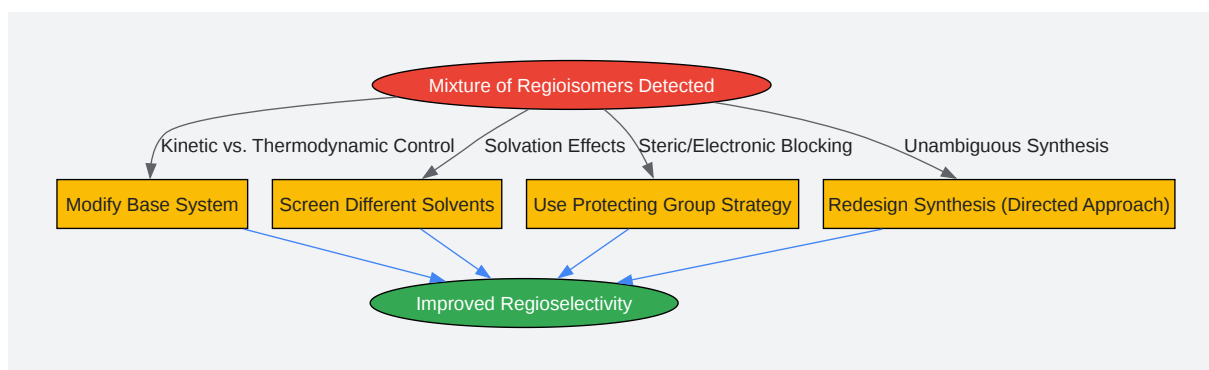 Mixture of Regioisomers Detected
Kinetic vs. Thermodynamic Control
Solvation Effects
Steric/Electronic Blocking
Unambiguous Synthesis
Modify Base System
Screen Different Solvents
Use Protecting Group Strategy
Redesign Synthesis (Directed Approach)
Improved Regioselectivity